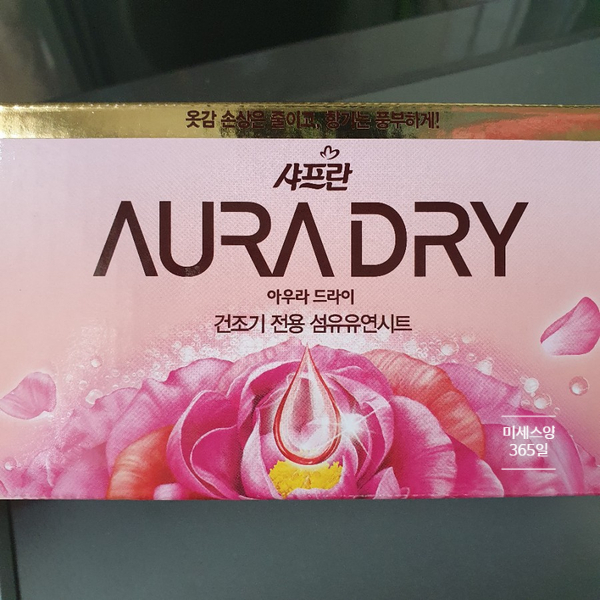 옷감 손상은 줄이고, 향기는 풍부하게!
샤프란
AURA DRY
아우라 드라이
건조기 전용 섬유유연시트
미세스잉
365일